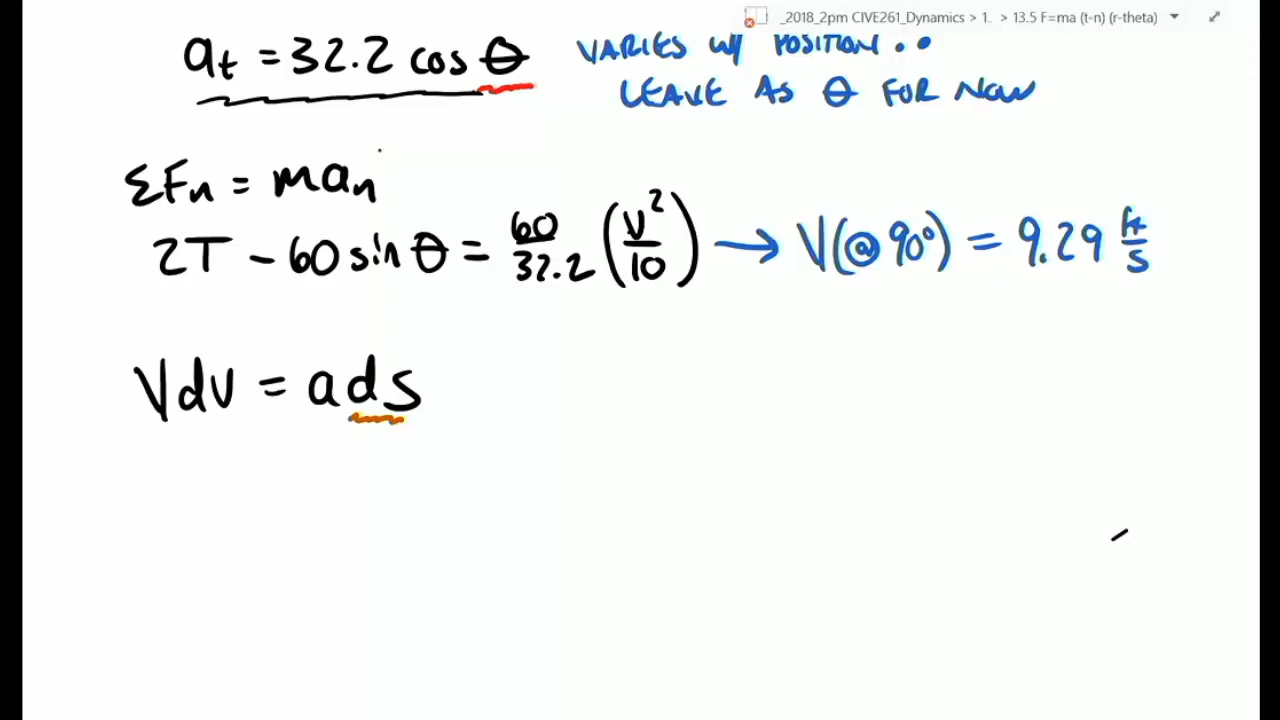 _2018_2pm CIVE261_Dynamics > 1. > 13.5 F=ma (t-n) (r-theta)
at = 32.2 cos θ VARIES W/ POSITION..
LEAVE AS θ FOR NOW
ΣFn = man
2T - 60 sin θ = 60/32.2 (V²/10) → V(@ 90°) = 9.29 ft/s
Vdv = ads